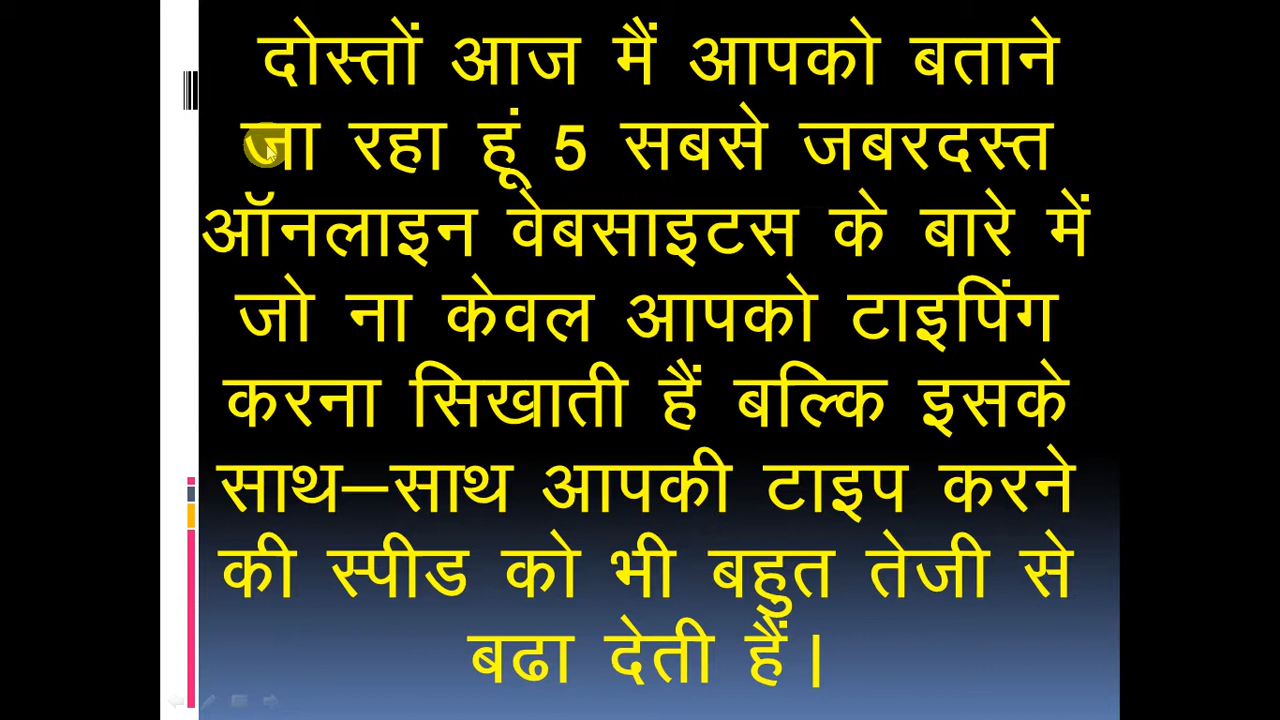 दोस्तों आज मैं आपको बताने
जा रहा हूं 5 सबसे जबरदस्त
ऑनलाइन वेबसाइटस के बारे में
जो ना केवल आपको टाइपिंग
करना सिखाती हैं बल्कि इसके
साथ–साथ आपकी टाइप करने
की स्पीड को भी बहुत तेजी से
बढा देती हैं।